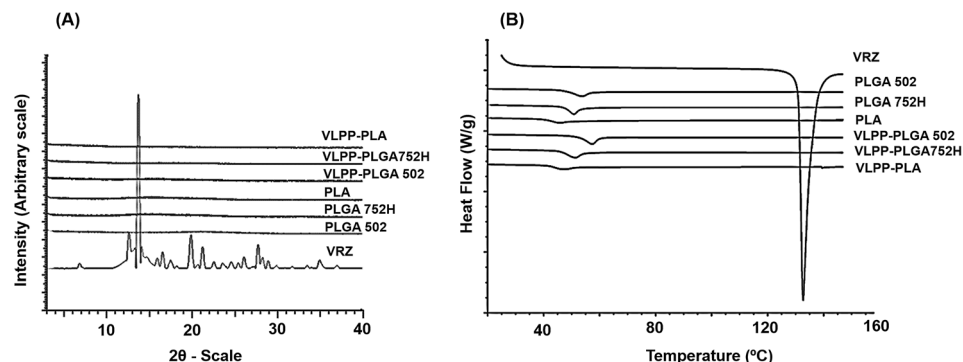 (A)
Intensity (Arbitrary scale)
VLPP-PLA
VLPP-PLGA752H
VLPP-PLGA 502
PLA
PLGA 752H
PLGA 502
VRZ
10 20 30 40
2θ - Scale
(B)
Heat Flow (W/g)
VRZ
PLGA 502
PLGA 752H
PLA
VLPP-PLGA 502
VLPP-PLGA752H
VLPP-PLA
40 80 120 160
Temperature (ºC)